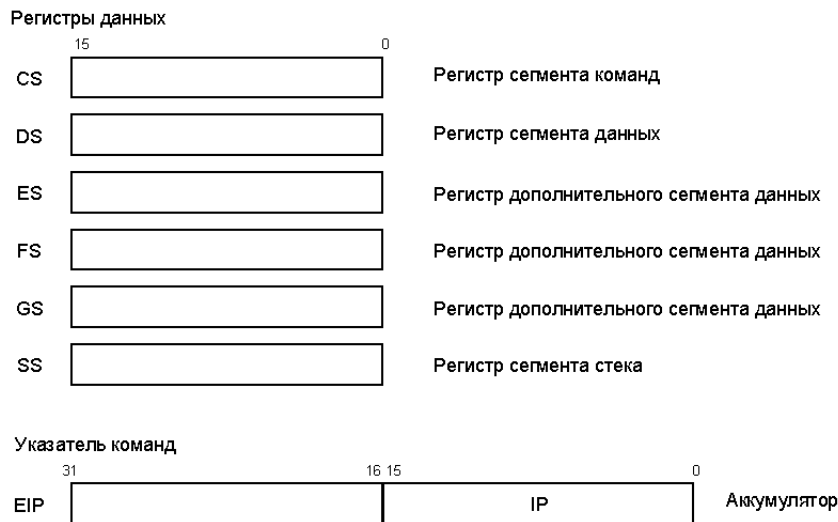 Регистры данных
15 0
CS Регистр сегмента команд
DS Регистр сегмента данных
ES Регистр дополнительного сегмента данных
FS Регистр дополнительного сегмента данных
GS Регистр дополнительного сегмента данных
SS Регистр сегмента стека
Указатель команд
31 16 15 0
EIP IP Аккумулятор